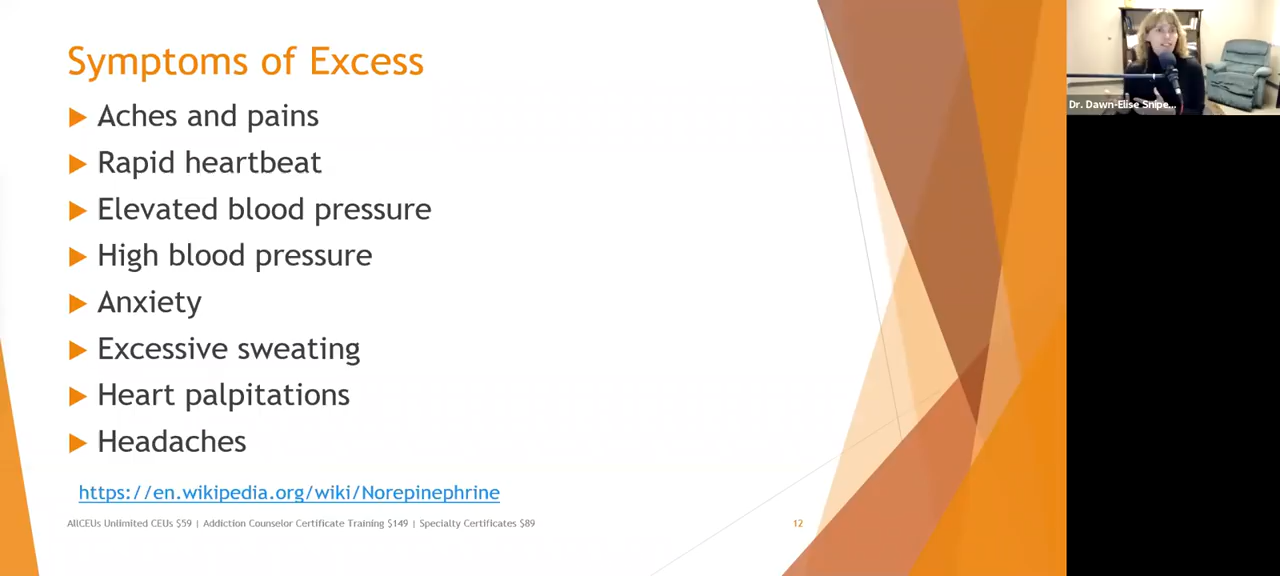 Symptoms of Excess
Aches and pains
Rapid heartbeat
Elevated blood pressure
High blood pressure
Anxiety
Excessive sweating
Heart palpitations
Headaches
https://en.wikipedia.org/wiki/Norepinephrine
AllCEUs Unlimited CEUs $59 | Addiction Counselor Certificate Training $149 | Specialty Certificates $89
12
Dr. Dawn-Elise Snipe...